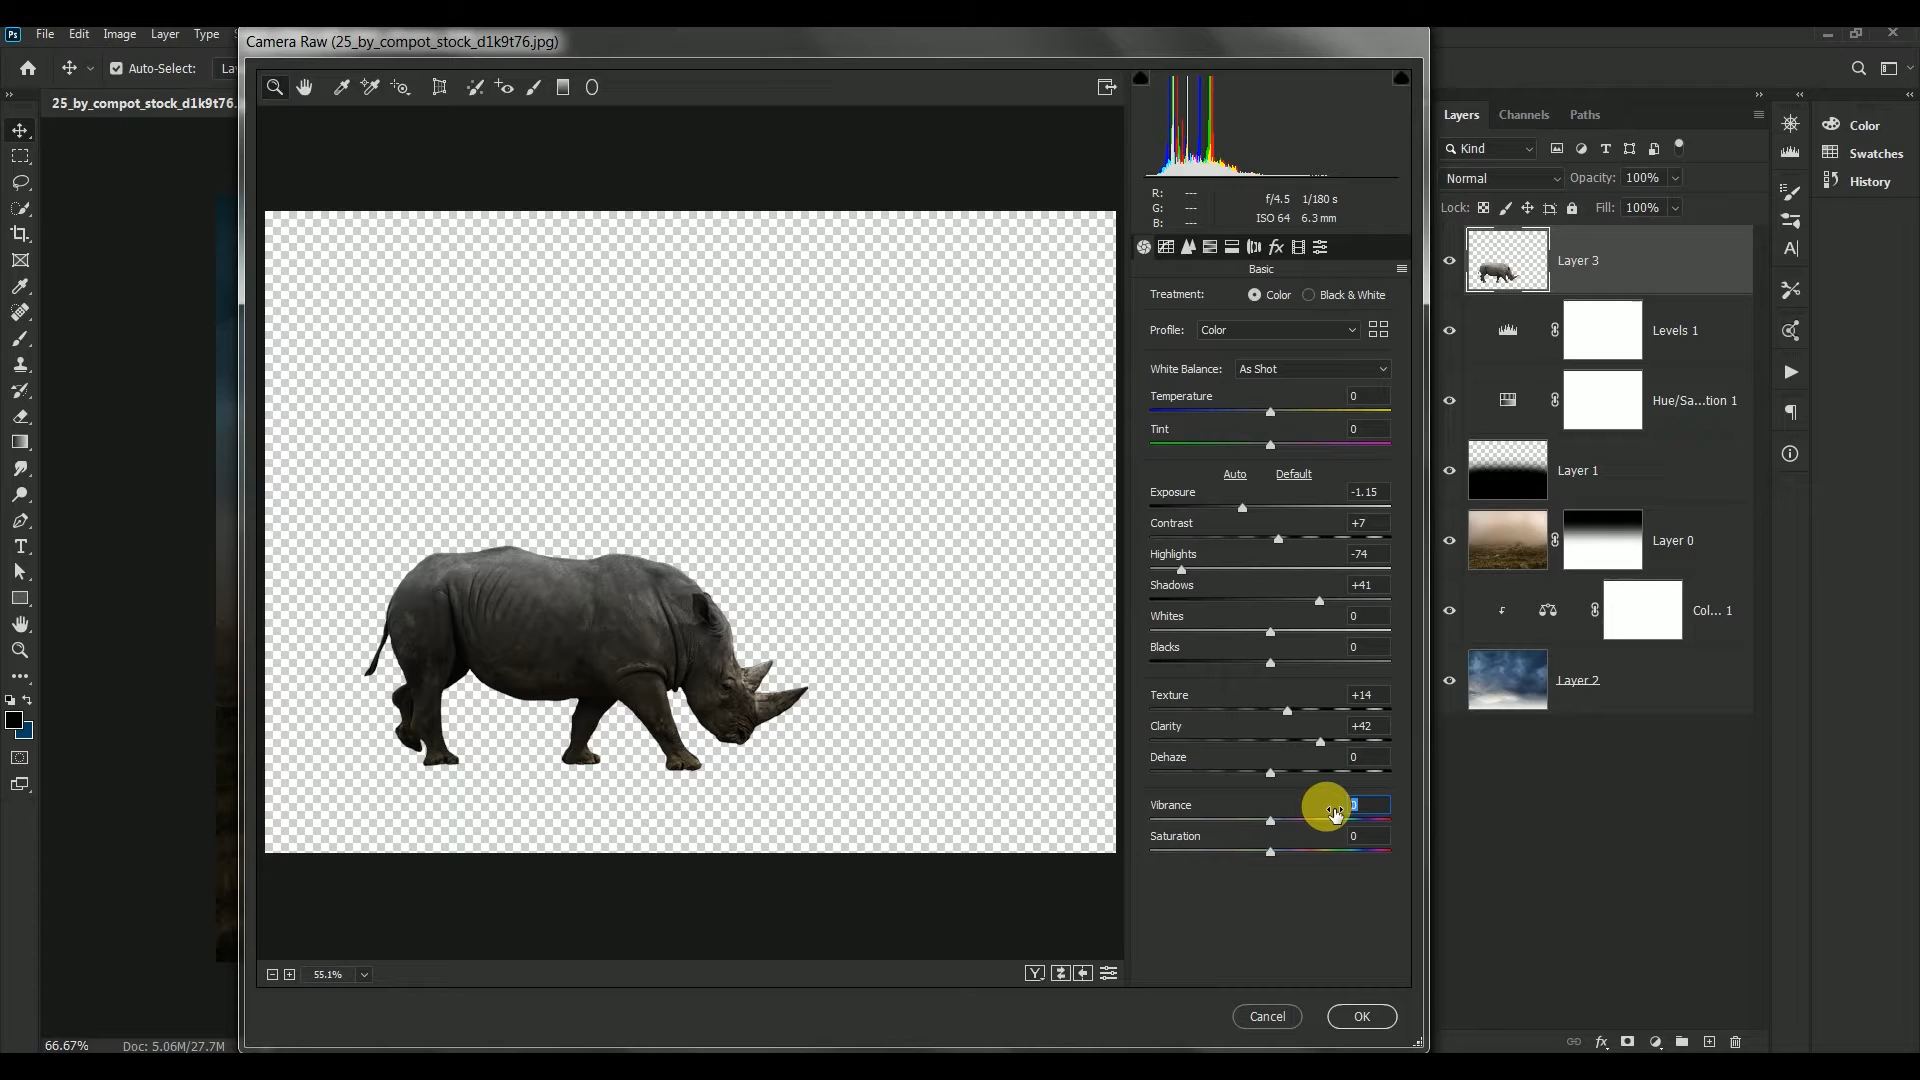 Ps File Edit Image Layer Type
Camera Raw (25_by_compot_stock_d1k9t76.jpg)
Auto-Select:
25_by_compot_stock_d1k9t76.
R: ---
G: ---
B: ---
f/4.5 1/180 s
ISO 64 6.3 mm
Basic
Treatment: Color Black & White
Profile: Color
White Balance: As Shot
Temperature 0
Tint 0
Auto Default
Exposure -1.15
Contrast +7
Highlights -74
Shadows +41
Whites 0
Blacks 0
Texture +14
Clarity +42
Dehaze 0
Vibrance 0
Saturation 0
55.1%
Y
Cancel OK
66.67% Doc: 5.06M/27.7M
Layers Channels Paths
Kind
Normal Opacity: 100%
Lock: Fill: 100%
Layer 3
Levels 1
Hue/Sa...tion 1
Layer 1
Layer 0
Col... 1
Layer 2
fx
Color
Swatches
History